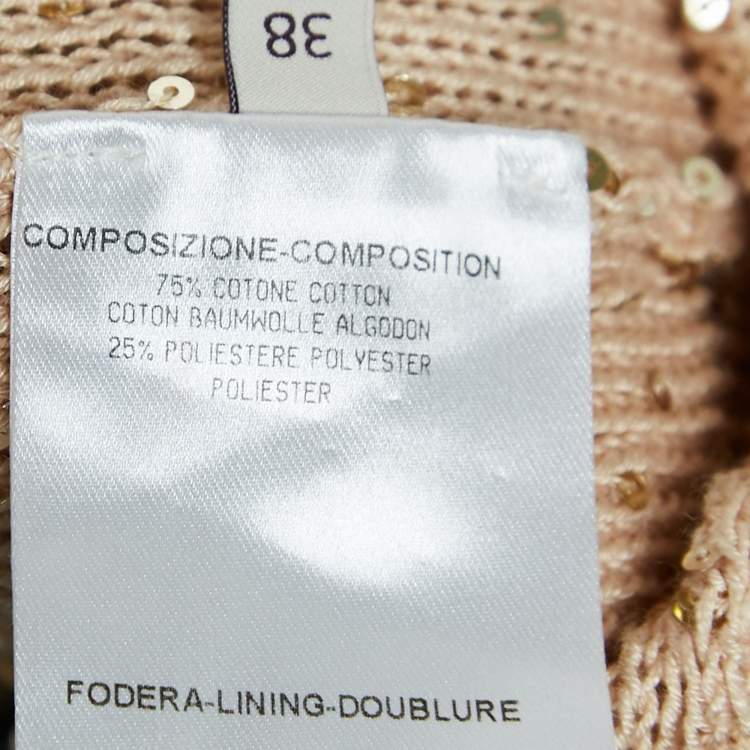 38
COMPOSIZIONE-COMPOSITION
75% COTONE COTTON
COTON BAUMWOLLE ALGODON
25% POLIESTERE POLYESTER
POLIESTER
FODERA-LINING-DOUBLURE